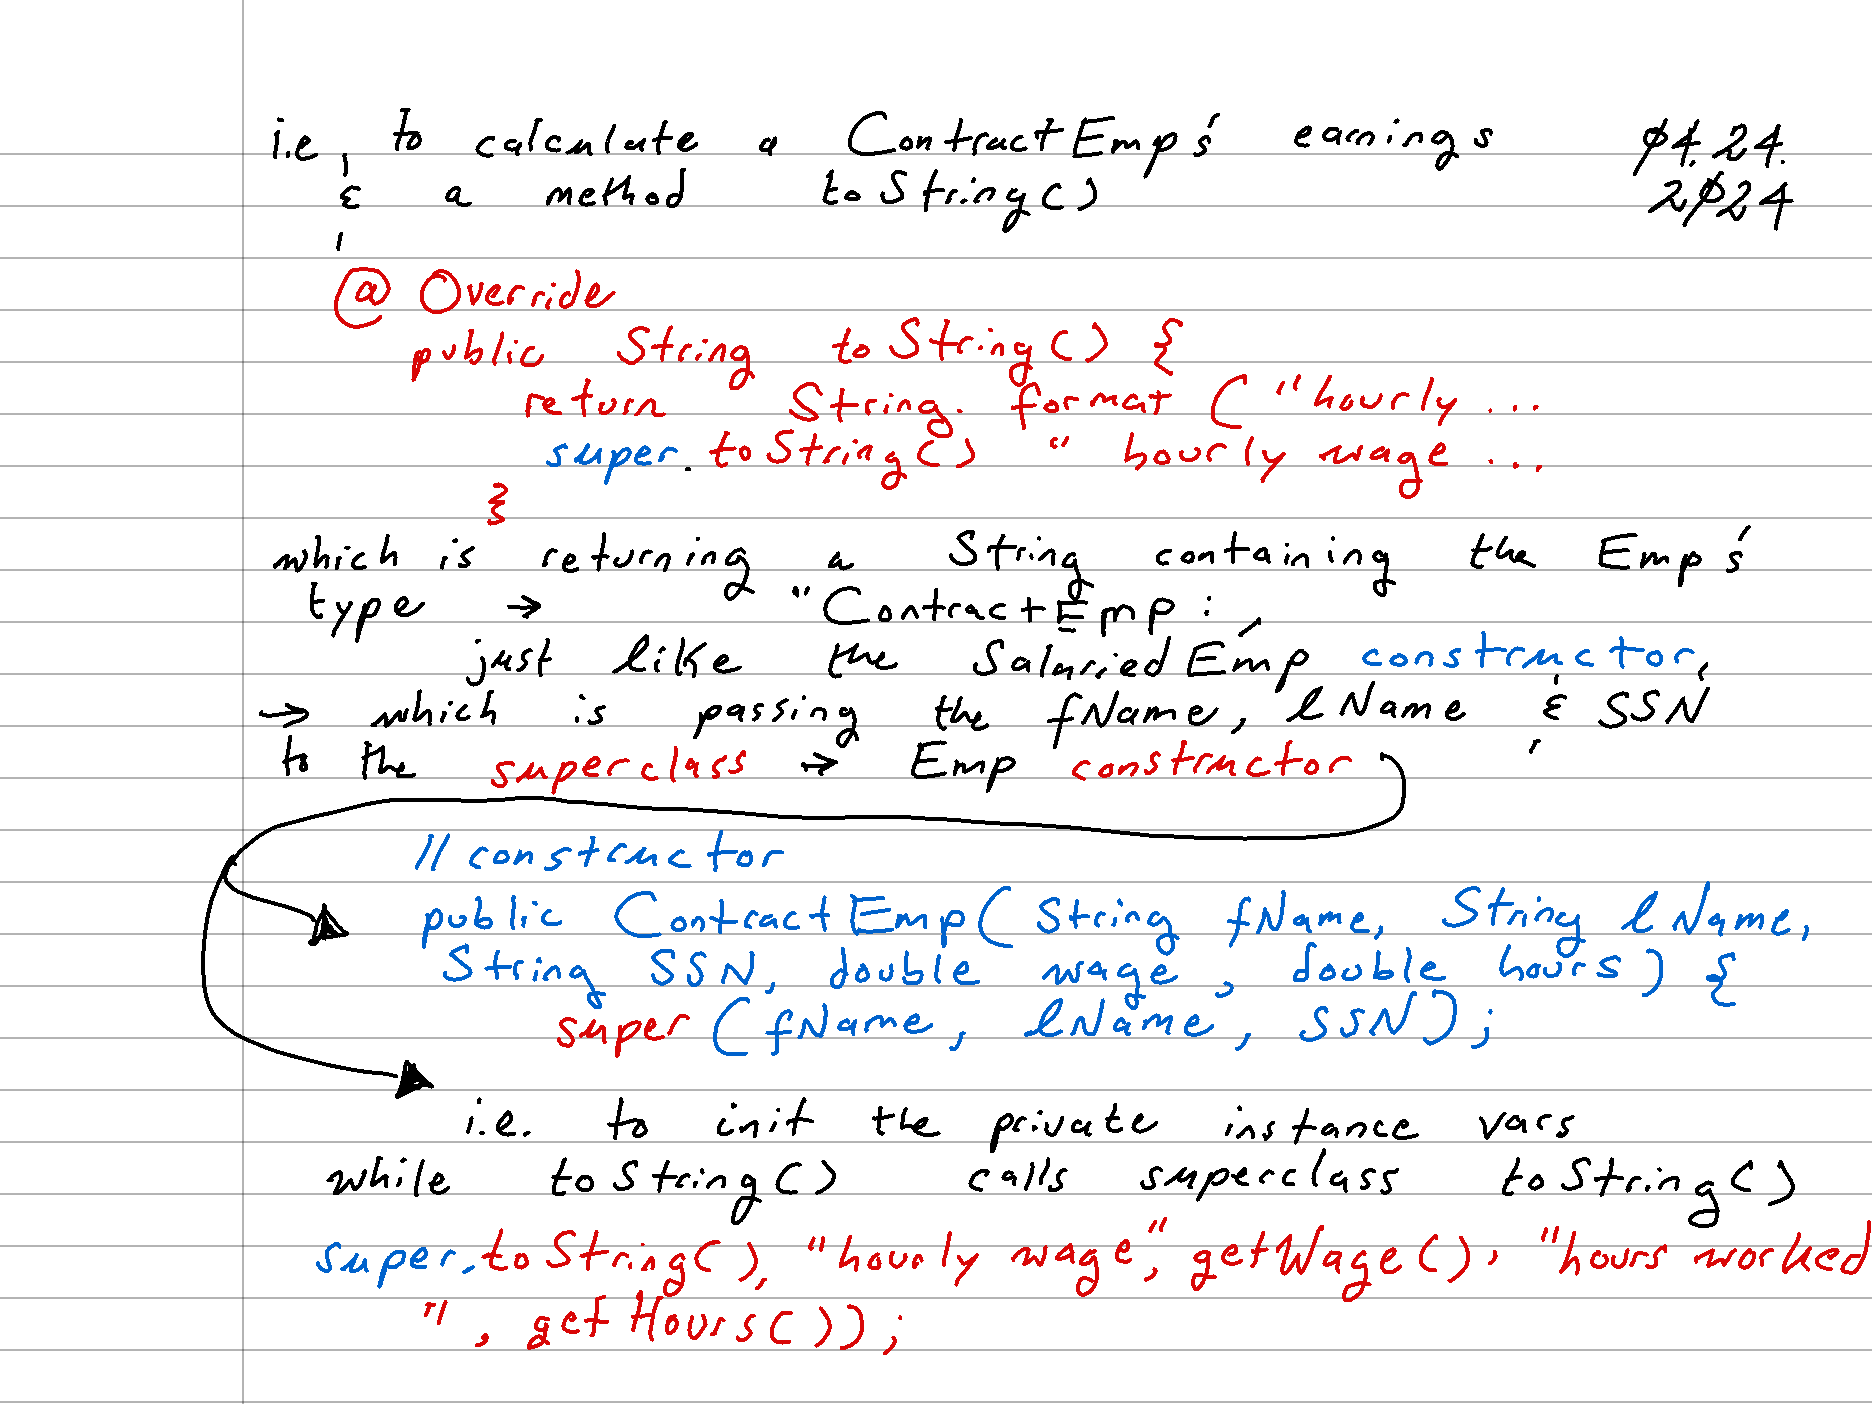 i.e, to calculate a ContractEmp's earnings 04.24.
& a method toString() 2024
@Override
public String toString() {
return String.format ("hourly ...
super.toString() " hourly wage ...
}
which is returning a String containing the Emp's
type → "ContractEmp:"
just like the SalariedEmp constructor,
→ which is passing the fName, lName & SSN
to the superclass → Emp constructor
// constructor
public ContractEmp(String fName, String lName,
String SSN, double wage, double hours) {
super (fName, lName, SSN);
i.e. to init the private instance vars
while toString() calls superclass toString()
super.toString(), "hourly wage", getWage(), "hours worked
", getHours());